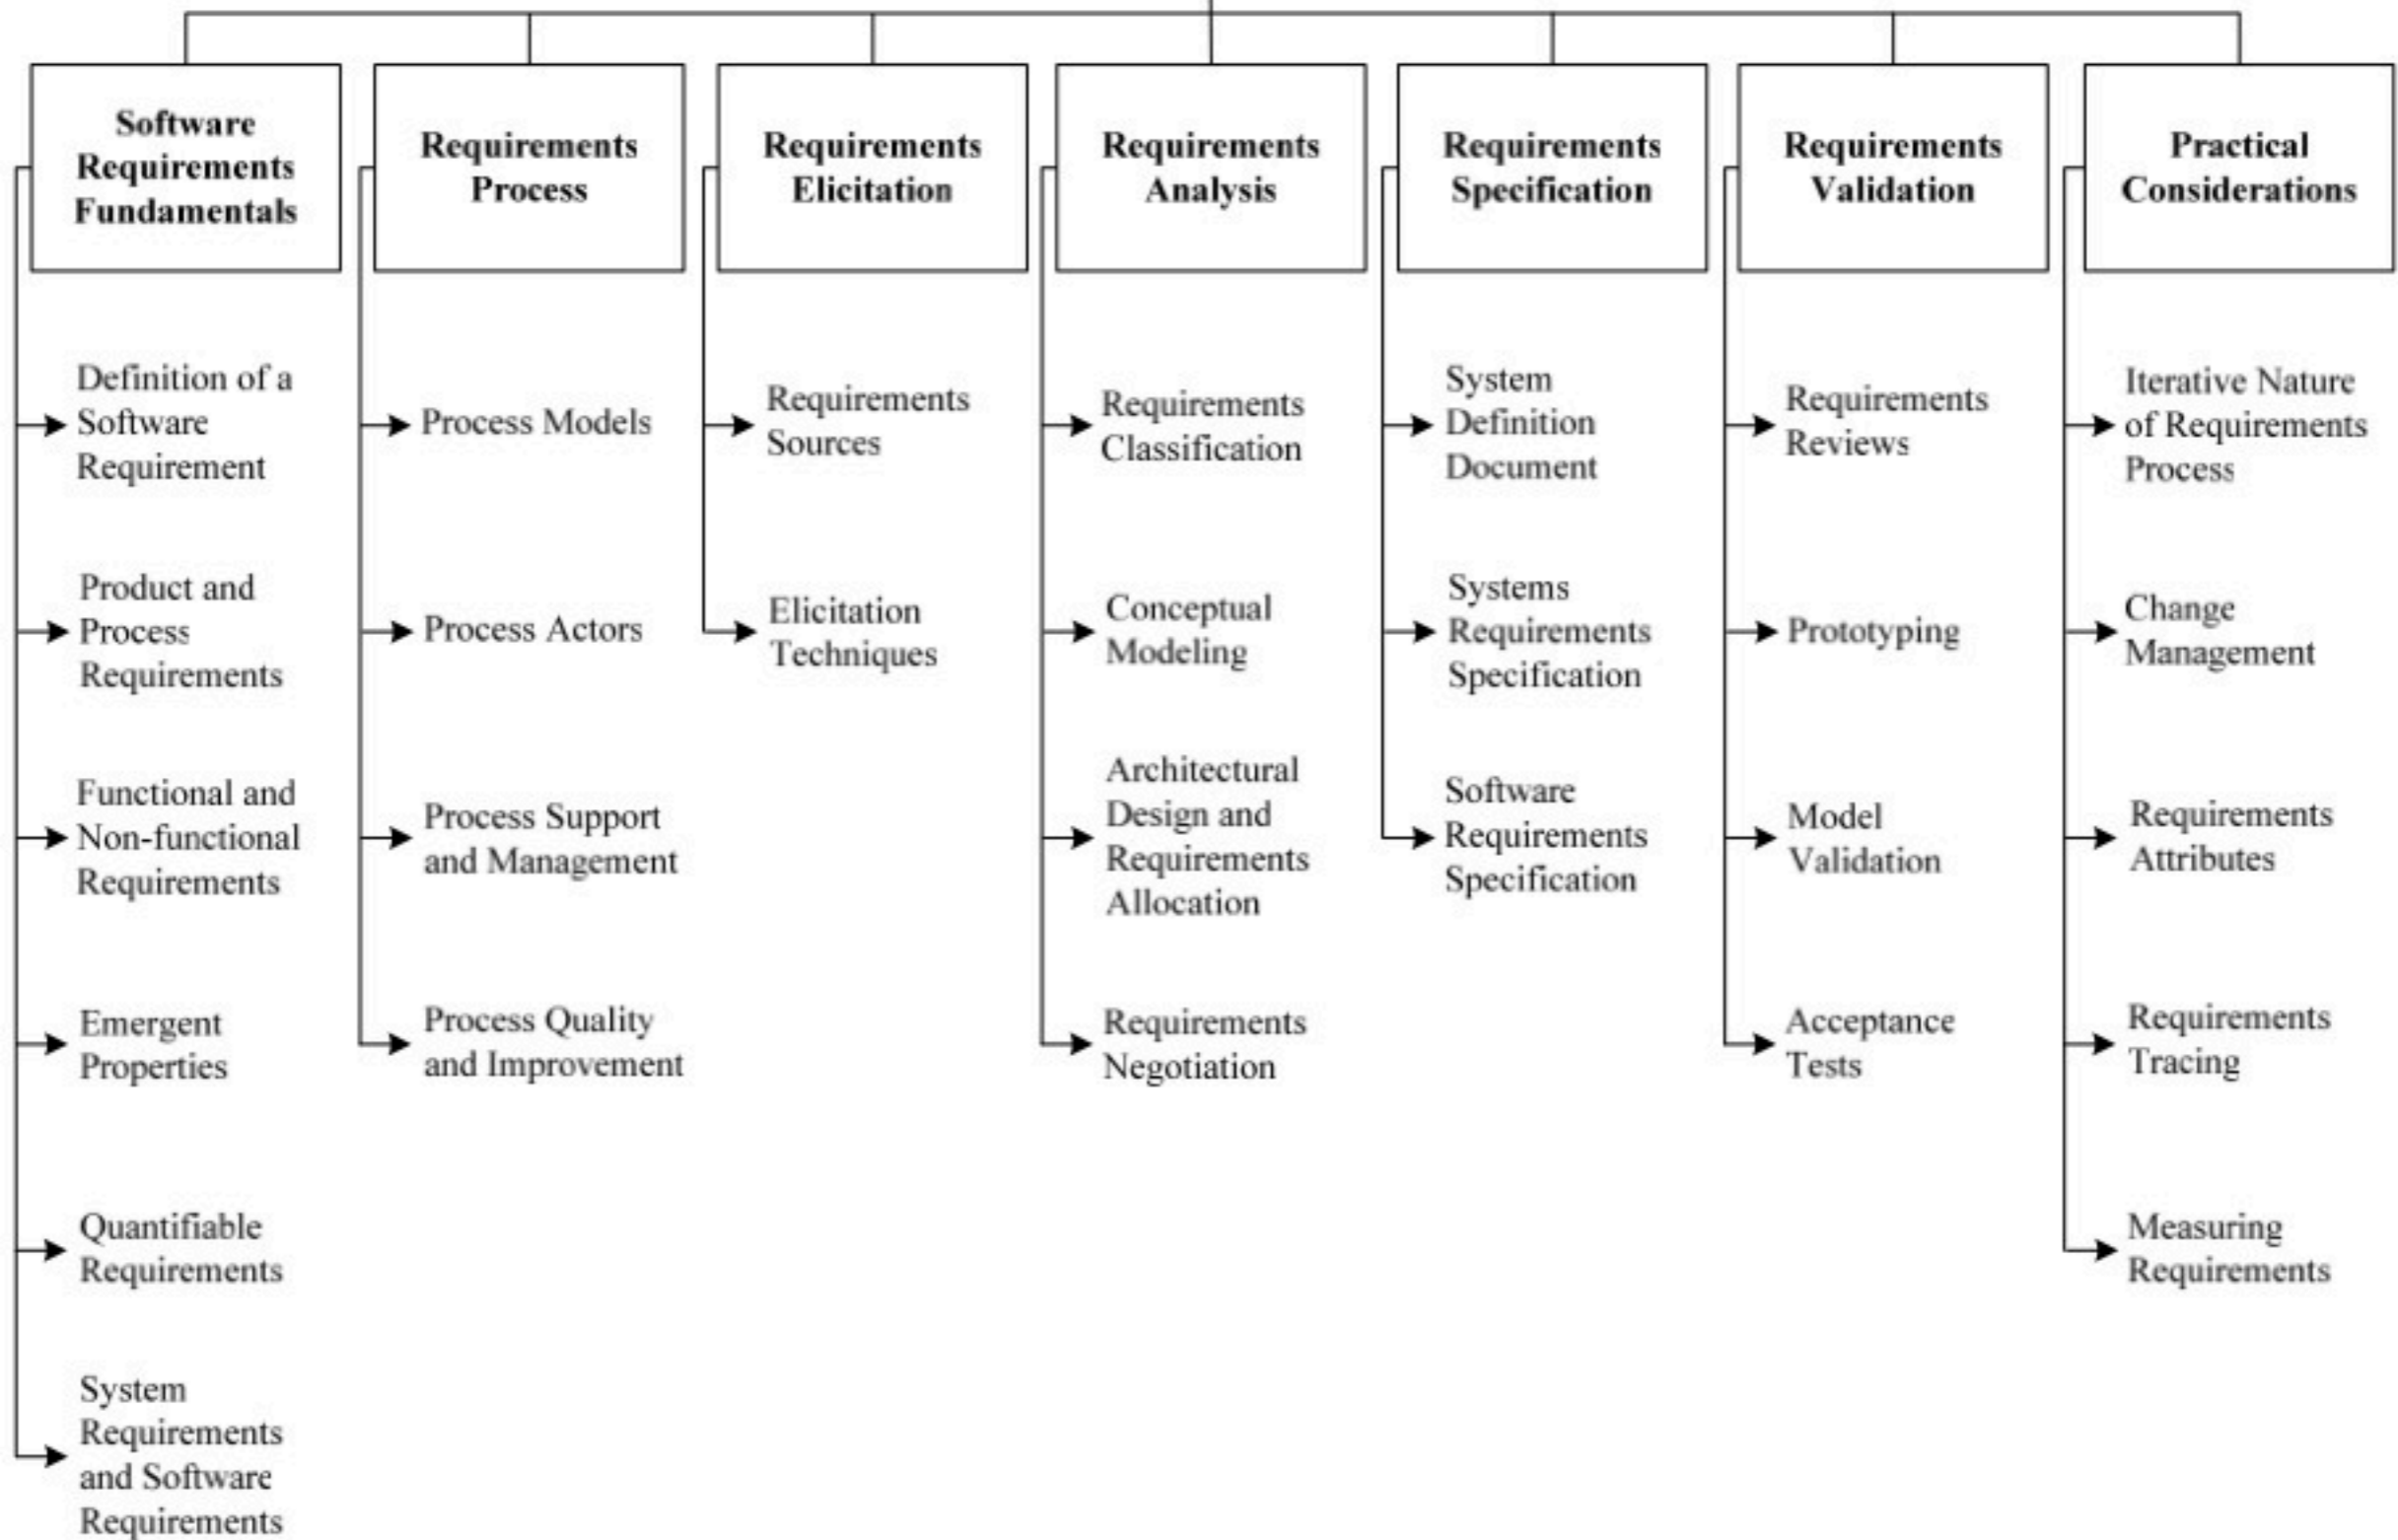 Software
Requirements
Fundamentals
Definition of a
Software
Requirement
Product and
Process
Requirements
Functional and
Non-functional
Requirements
Emergent
Properties
Quantifiable
Requirements
System
Requirements
and Software
Requirements
Requirements
Process
Process Models
Process Actors
Process Support
and Management
Process Quality
and Improvement
Requirements
Elicitation
Requirements
Sources
Elicitation
Techniques
Requirements
Analysis
Requirements
Classification
Conceptual
Modeling
Architectural
Design and
Requirements
Allocation
Requirements
Negotiation
Requirements
Specification
System
Definition
Document
Systems
Requirements
Specification
Software
Requirements
Specification
Requirements
Validation
Requirements
Reviews
Prototyping
Model
Validation
Acceptance
Tests
Practical
Considerations
Iterative Nature
of Requirements
Process
Change
Management
Requirements
Attributes
Requirements
Tracing
Measuring
Requirements